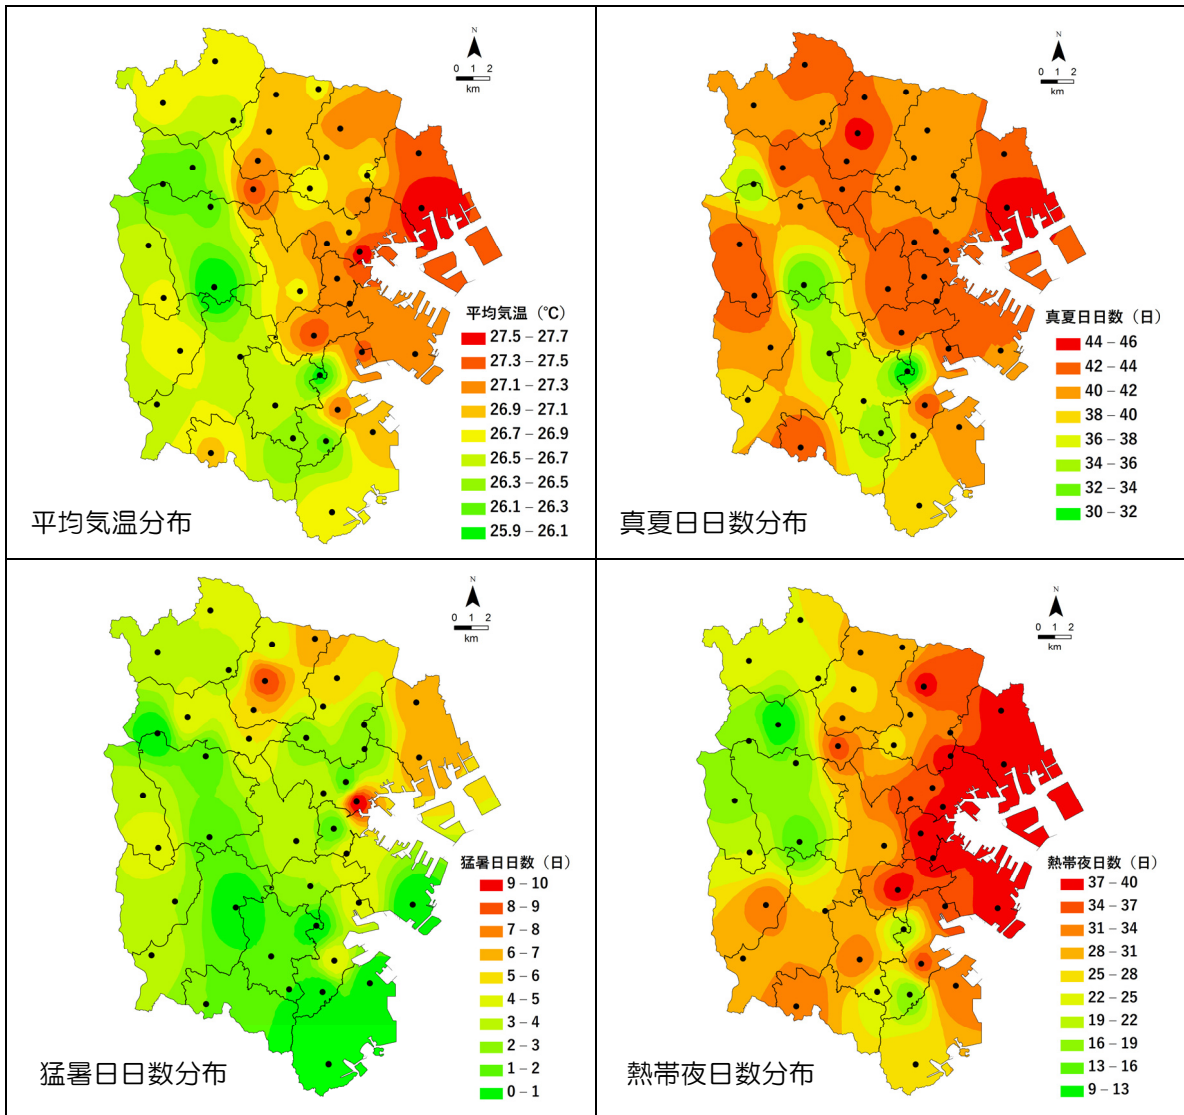 N
0 1 2
km
平均気温（℃）
27.5 – 27.7
27.3 – 27.5
27.1 – 27.3
26.9 – 27.1
26.7 – 26.9
26.5 – 26.7
26.3 – 26.5
26.1 – 26.3
25.9 – 26.1
平均気温分布
N
0 1 2
km
真夏日日数（日）
44 – 46
42 – 44
40 – 42
38 – 40
36 – 38
34 – 36
32 – 34
30 – 32
真夏日日数分布
N
0 1 2
km
猛暑日日数（日）
9 – 10
8 – 9
7 – 8
6 – 7
5 – 6
4 – 5
3 – 4
2 – 3
1 – 2
0 – 1
猛暑日日数分布
N
0 1 2
km
熱帯夜日数（日）
37 – 40
34 – 37
31 – 34
28 – 31
25 – 28
22 – 25
19 – 22
16 – 19
13 – 16
9 – 13
熱帯夜日数分布